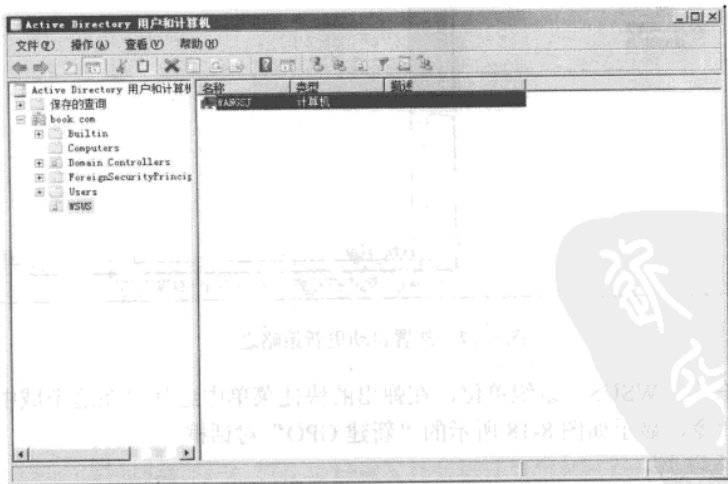 Active Directory 用户和计算机
文件(F) 操作(A) 查看(V) 帮助(H)
Active Directory 用户和计算机
保存的查询
book.com
Builtin
Computers
Domain Controllers
ForeignSecurityPrincip
Users
WSUS
名称 类型 描述
WANGSJ 计算机